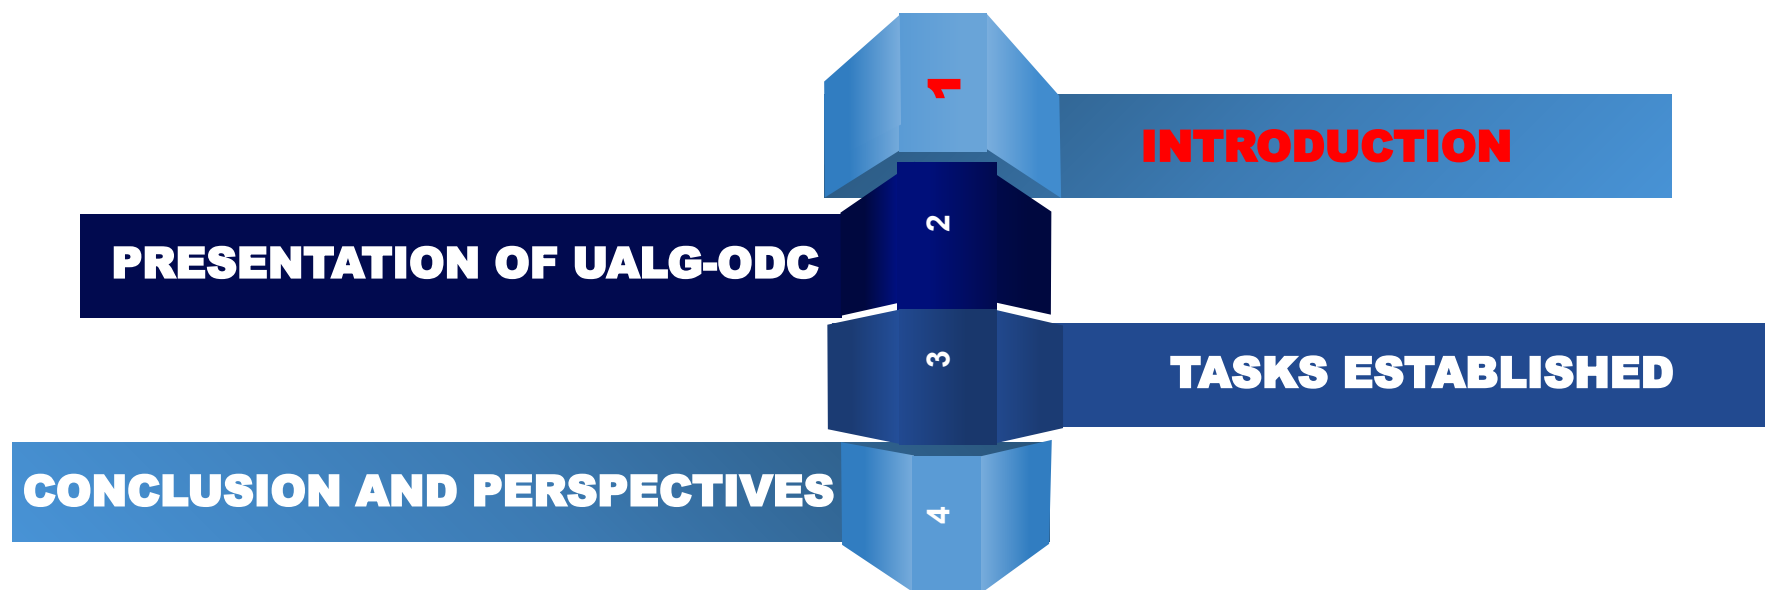 1
INTRODUCTION
2
PRESENTATION OF UALG-ODC
3
TASKS ESTABLISHED
4
CONCLUSION AND PERSPECTIVES